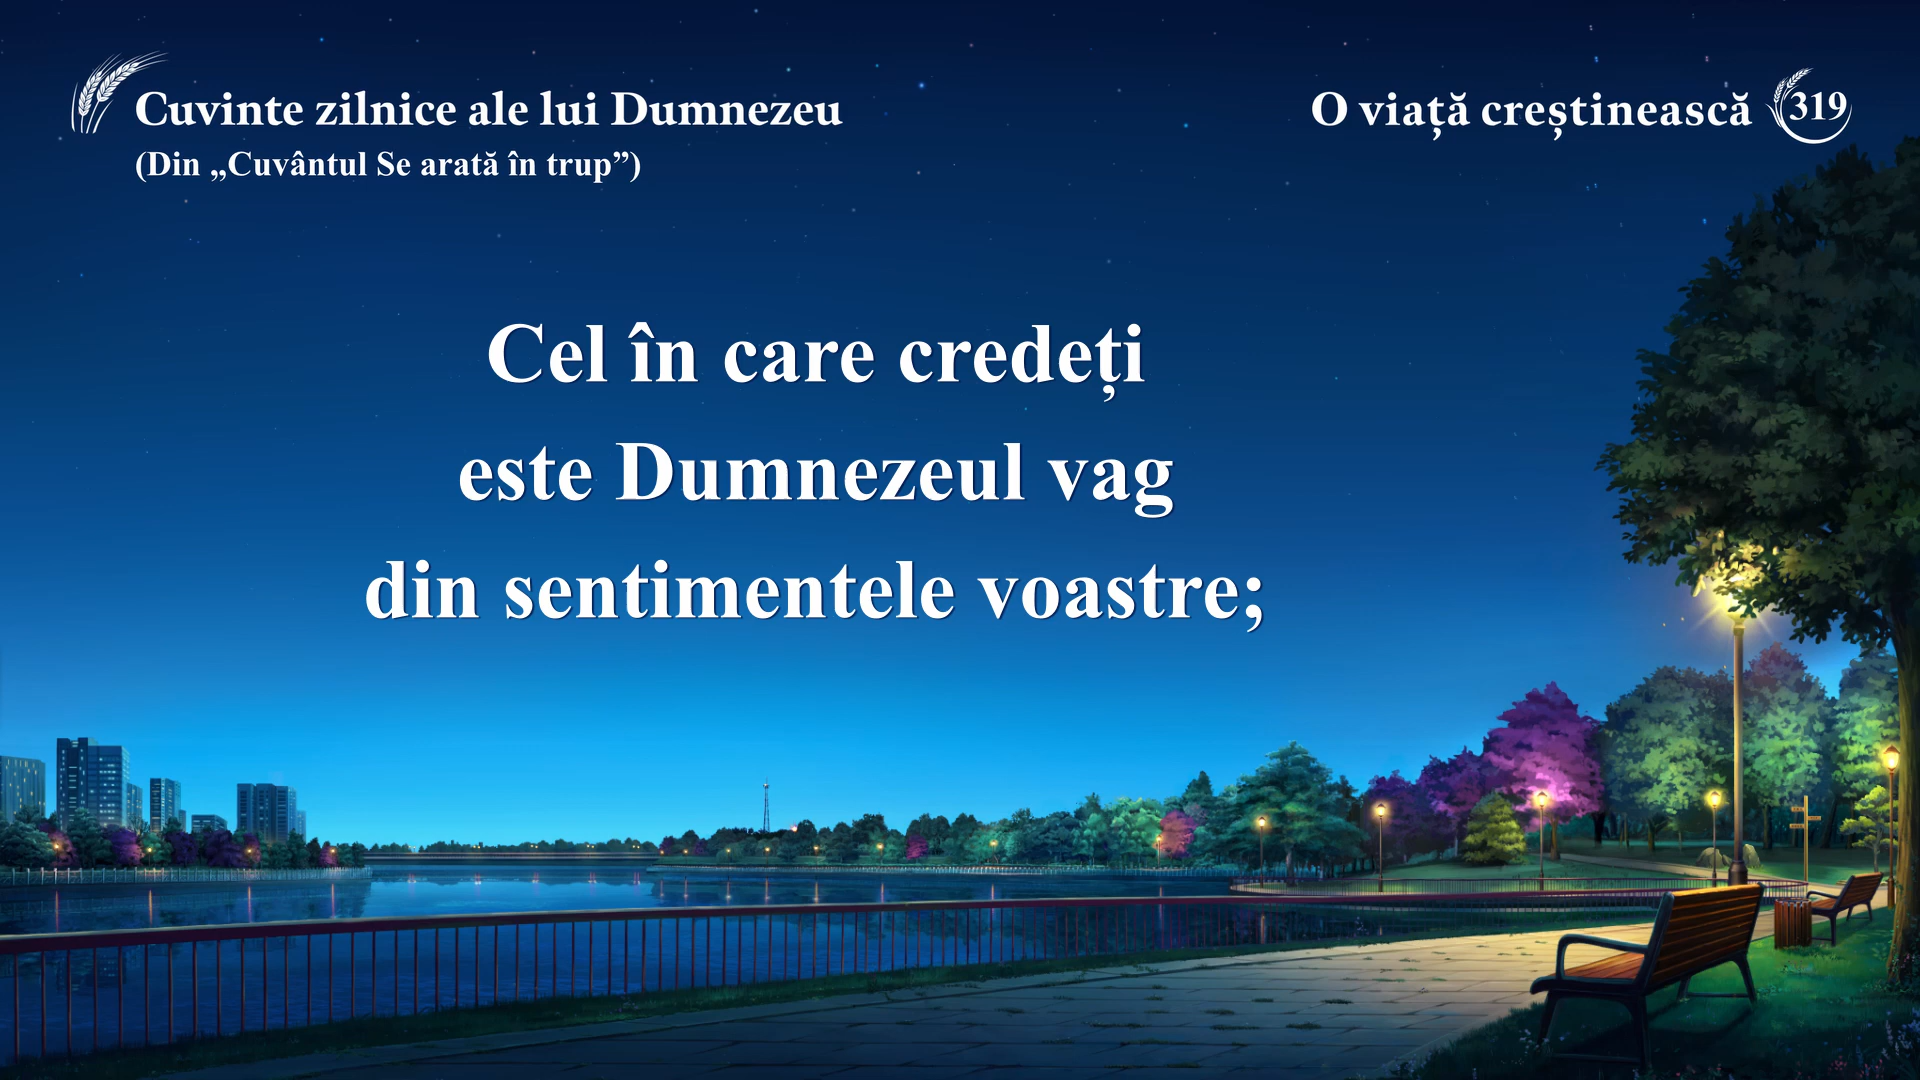 Cuvinte zilnice ale lui Dumnezeu
(Din „Cuvântul Se arată în trup”)
O viață creștinească 319
Cel în care credeți
este Dumnezeul vag
din sentimentele voastre;